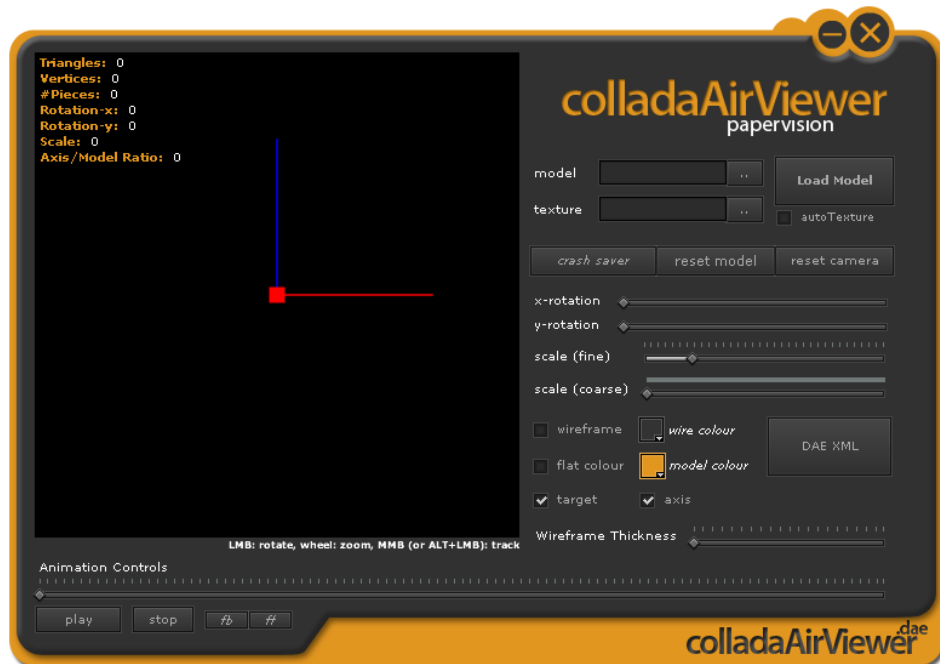 Triangles: 0
Vertices: 0
#Pieces: 0
Rotation-x: 0
Rotation-y: 0
Scale: 0
Axis/Model Ratio: 0
colladaAirViewer
papervision
model .. Load Model
texture .. autoTexture
crash saver reset model reset camera
x-rotation
y-rotation
scale (fine)
scale (coarse)
wireframe wire colour DAE XML
flat colour model colour
target axis
Wireframe Thickness
LMB: rotate, wheel: zoom, MMB (or ALT+LMB): track
Animation Controls
play stop fb ff
colladaAirViewer.dae